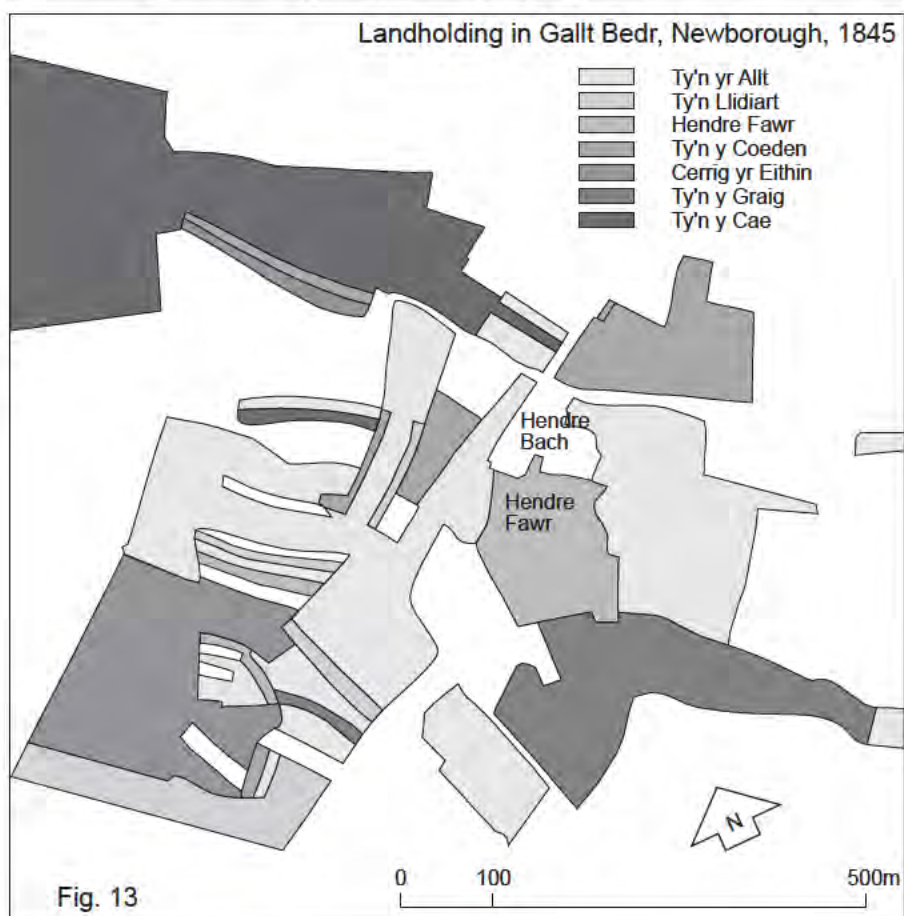 Landholding in Gallt Bedr, Newborough, 1845
Ty'n yr Allt
Ty'n Llidiart
Hendre Fawr
Ty'n y Coeden
Cerrig yr Eithin
Ty'n y Graig
Ty'n y Cae
Hendre
Bach
Hendre
Fawr
N
Fig. 13
0 100 500m